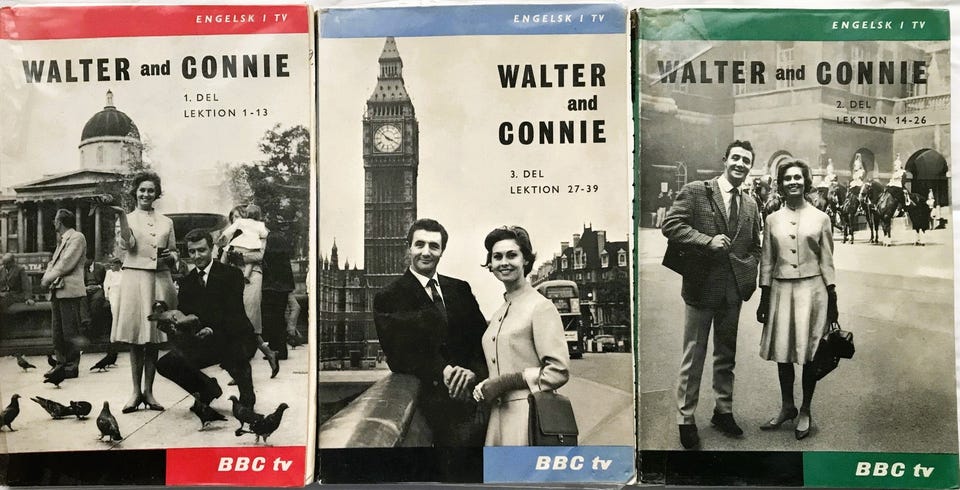 ENGELSK I TV
WALTER and CONNIE
1. DEL
LEKTION 1-13
BBC tv
ENGELSK I TV
WALTER
and
CONNIE
3. DEL
LEKTION 27-39
BBC tv
ENGELSK I TV
WALTER and CONNIE
2. DEL
LEKTION 14-26
BBC tv